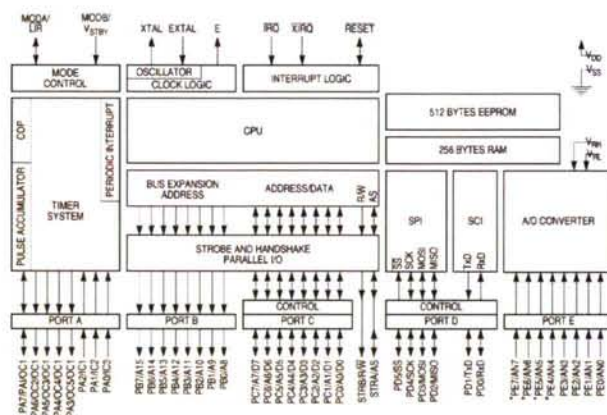 MODA/
LIR
MODB/
VSTBY
XTAL
EXTAL
E
IRQ
XIRQ
RESET
VDD
VSS
MODE
CONTROL
OSCILLATOR
CLOCK LOGIC
INTERRUPT LOGIC
COP
PULSE ACCUMULATOR
TIMER
SYSTEM
PERIODIC INTERRUPT
CPU
512 BYTES EEPROM
256 BYTES RAM
VRH
VRL
BUS EXPANSION
ADDRESS
ADDRESS/DATA
R/W
AS
STROBE AND HANDSHAKE
PARALLEL I/O
SPI
SS
SCK
MOSI
MISO
SCI
TxD
RxD
A/D CONVERTER
CONTROL
CONTROL
PORT A
PORT B
PORT C
PORT D
PORT E
PA7/PAI/OC1
PA6/OC2/OC1
PA5/OC3/OC1
PA4/OC4/OC1
PA3/OC5/OC1
PA2/IC1
PA1/IC2
PA0/IC3
PB7/A15
PB6/A14
PB5/A13
PB4/A12
PB3/A11
PB2/A10
PB1/A9
PB0/A8
PC7/A7/D7
PC6/A6/D6
PC5/A5/D5
PC4/A4/D4
PC3/A3/D3
PC2/A2/D2
PC1/A1/D1
PC0/A0/D0
STRB/R/W
STRA/AS
PD5/SS
PD4/SCK
PD3/MOSI
PD2/MISO
PD1/TxD
PD0/RxD
*PE7/AN7
*PE6/AN6
*PE5/AN5
*PE4/AN4
PE3/AN3
PE2/AN2
PE1/AN1
PE0/AN0